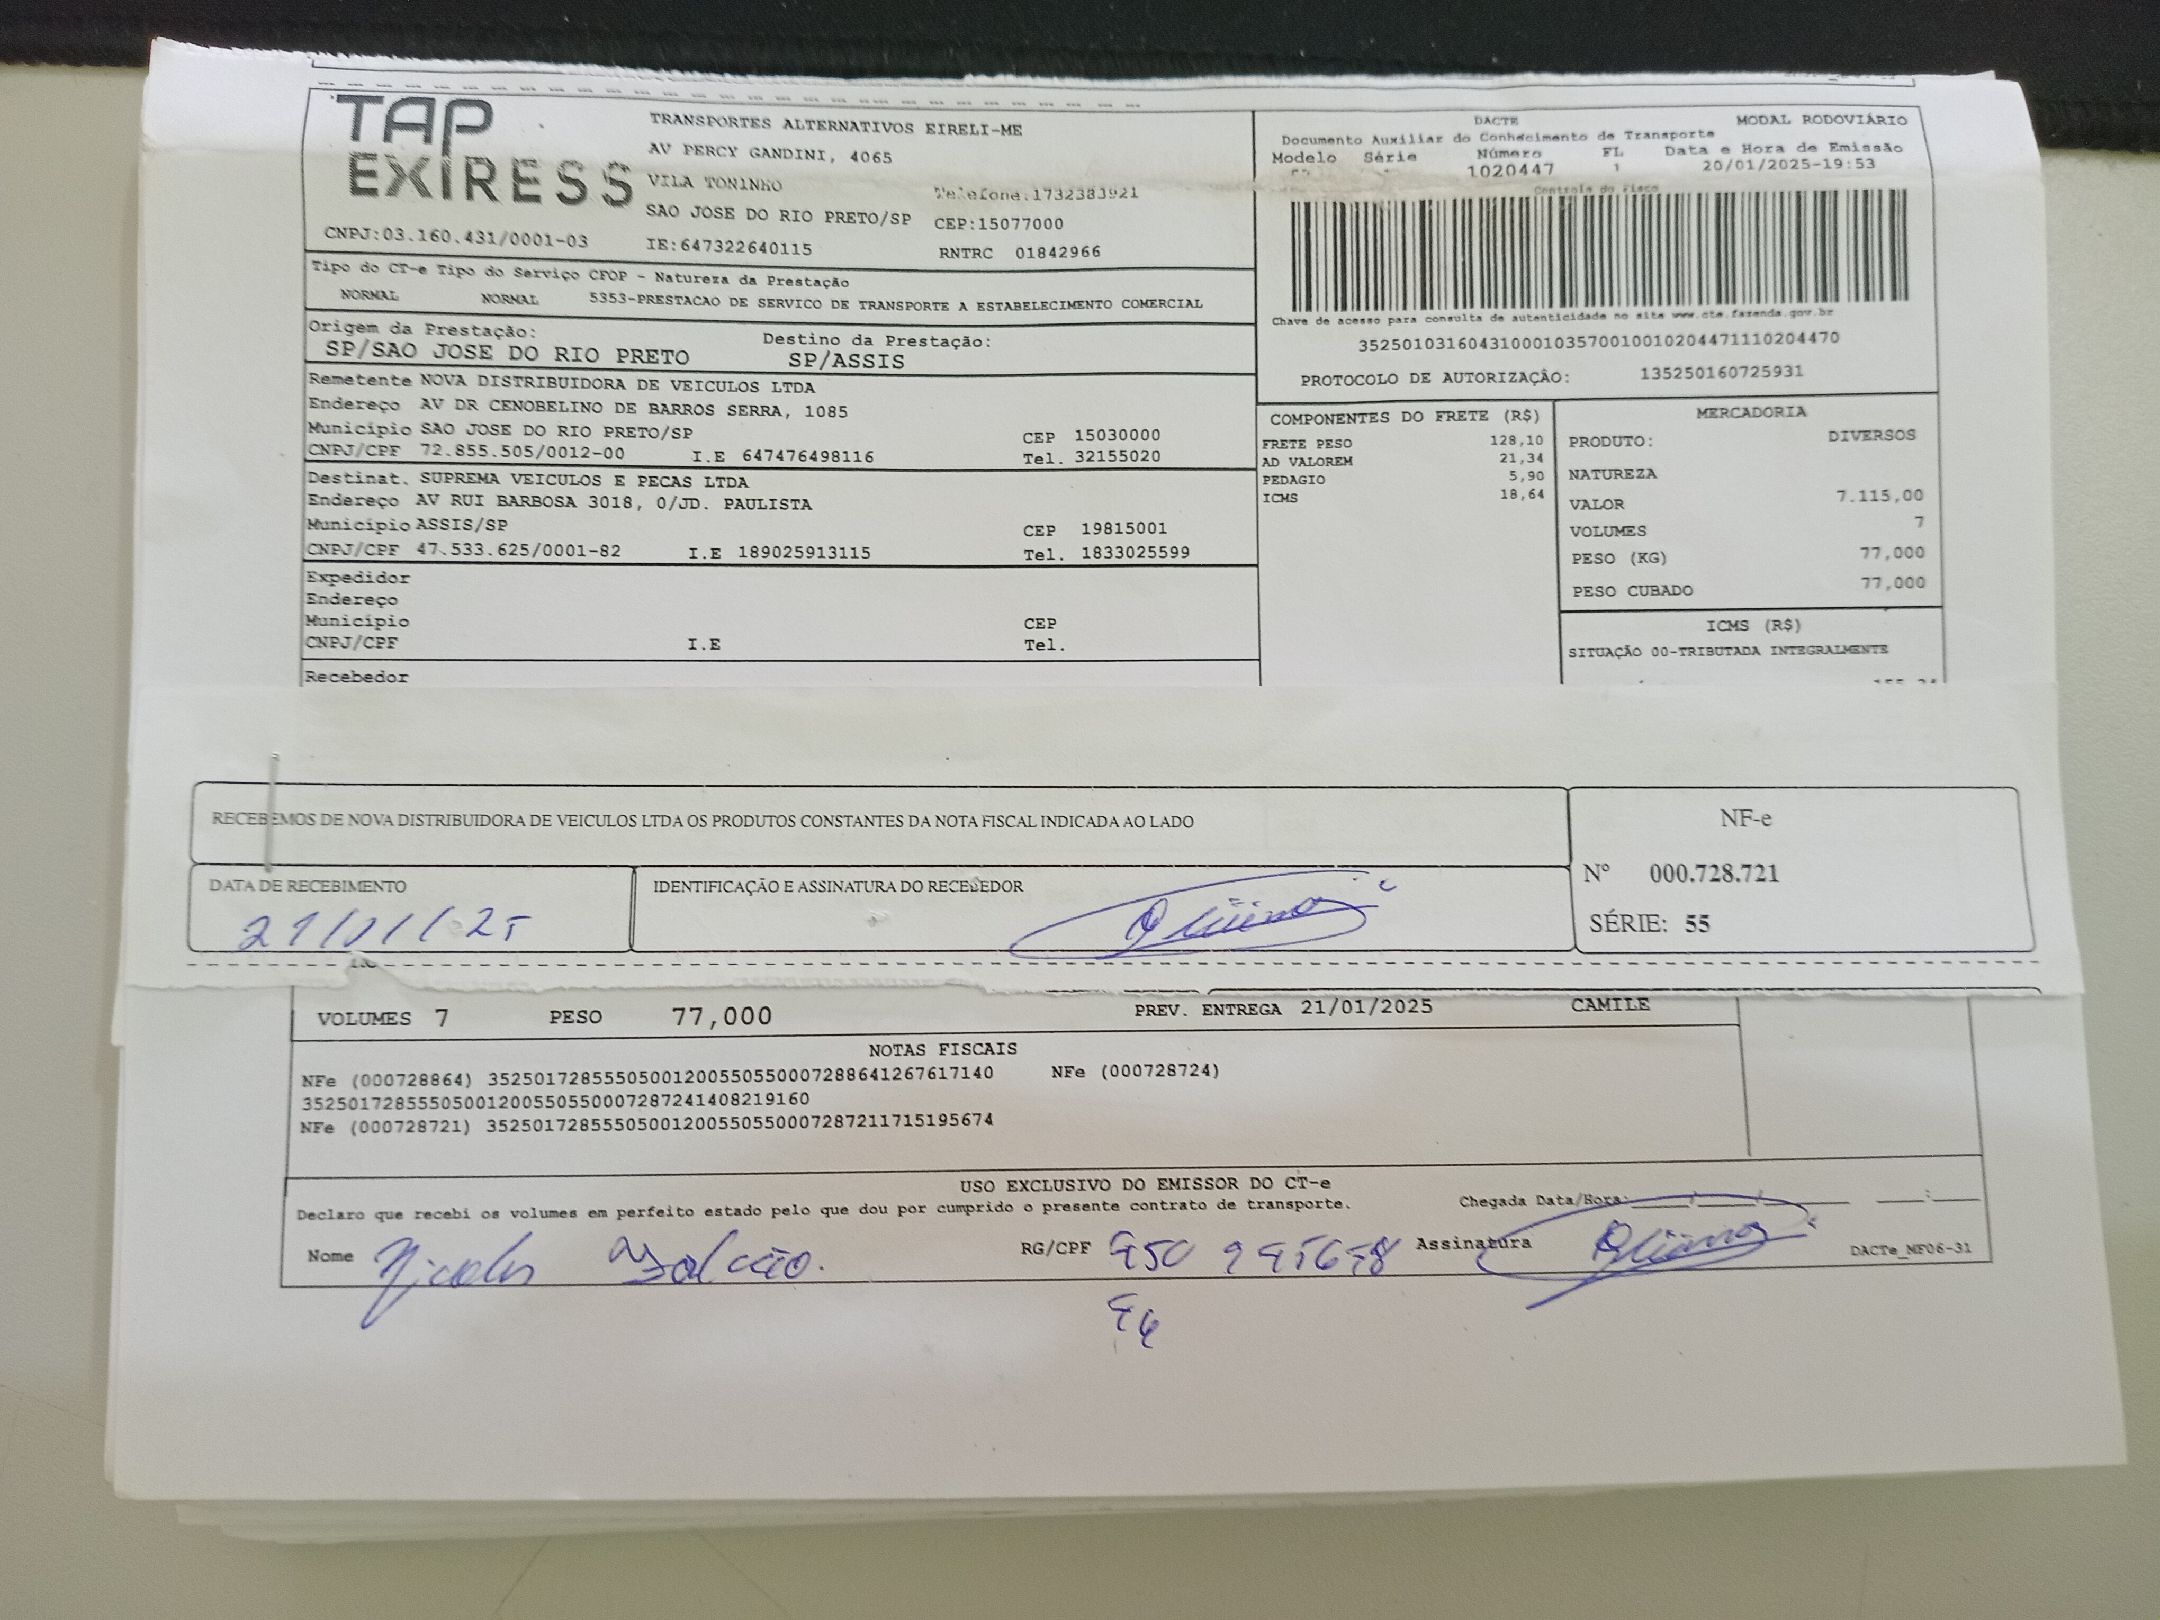 TAP
EXPRESS
TRANSPORTES ALTERNATIVOS EIRELI-ME
AV PERCY GANDINI, 4065
VILA TONINHO
Telefone:1732383921
SAO JOSE DO RIO PRETO/SP CEP:15077000
CNPJ:03.160.431/0001-03 IE:647322640115 RNTRC 01842966
DACTE MODAL RODOVIÁRIO
Documento Auxiliar do Conhecimento de Transporte
Modelo Série Número FL Data e Hora de Emissão
1020447 1 20/01/2025-19:53
Controle do Fisco
Chave de acesso para consulta de autenticidade no site www.cte.fazenda.gov.br
35250103160431000103570010010204471110204470
PROTOCOLO DE AUTORIZAÇÃO: 135250160725931
Tipo do CT-e Tipo do Serviço CFOP - Natureza da Prestação
NORMAL NORMAL 5353-PRESTACAO DE SERVICO DE TRANSPORTE A ESTABELECIMENTO COMERCIAL
Origem da Prestação: Destino da Prestação:
SP/SAO JOSE DO RIO PRETO SP/ASSIS
Remetente NOVA DISTRIBUIDORA DE VEICULOS LTDA
Endereço AV DR CENOBELINO DE BARROS SERRA, 1085
Município SAO JOSE DO RIO PRETO/SP CEP 15030000
CNPJ/CPF 72.855.505/0012-00 I.E 647476498116 Tel. 32155020
Destinat. SUPREMA VEICULOS E PECAS LTDA
Endereço AV RUI BARBOSA 3018, 0/JD. PAULISTA
Município ASSIS/SP CEP 19815001
CNPJ/CPF 47.533.625/0001-82 I.E 189025913115 Tel. 1833025599
Expedidor
Endereço
Município CEP
CNPJ/CPF I.E Tel.
Recebedor
COMPONENTES DO FRETE (R$)
FRETE PESO 128,10
AD VALOREM 21,34
PEDAGIO 5,90
ICMS 18,64
MERCADORIA
PRODUTO: DIVERSOS
NATUREZA
VALOR 7.115,00
VOLUMES 7
PESO (KG) 77,000
PESO CUBADO 77,000
ICMS (R$)
SITUAÇÃO 00-TRIBUTADA INTEGRALMENTE
RECEBEMOS DE NOVA DISTRIBUIDORA DE VEICULOS LTDA OS PRODUTOS CONSTANTES DA NOTA FISCAL INDICADA AO LADO
DATA DE RECEBIMENTO
21/01/25
IDENTIFICAÇÃO E ASSINATURA DO RECEBEDOR
NF-e
Nº 000.728.721
SÉRIE: 55
VOLUMES 7 PESO 77,000 PREV. ENTREGA 21/01/2025 CAMILE
NOTAS FISCAIS
NFe (000728864) 35250172855505001200550550007288641267617140 NFe (000728724)
35250172855505001200550550007287241408219160
NFe (000728721) 35250172855505001200550550007287211715195674
USO EXCLUSIVO DO EMISSOR DO CT-e
Declaro que recebi os volumes em perfeito estado pelo que dou por cumprido o presente contrato de transporte. Chegada Data/Hora:
Nome RG/CPF Assinatura DACTe_MF06-31